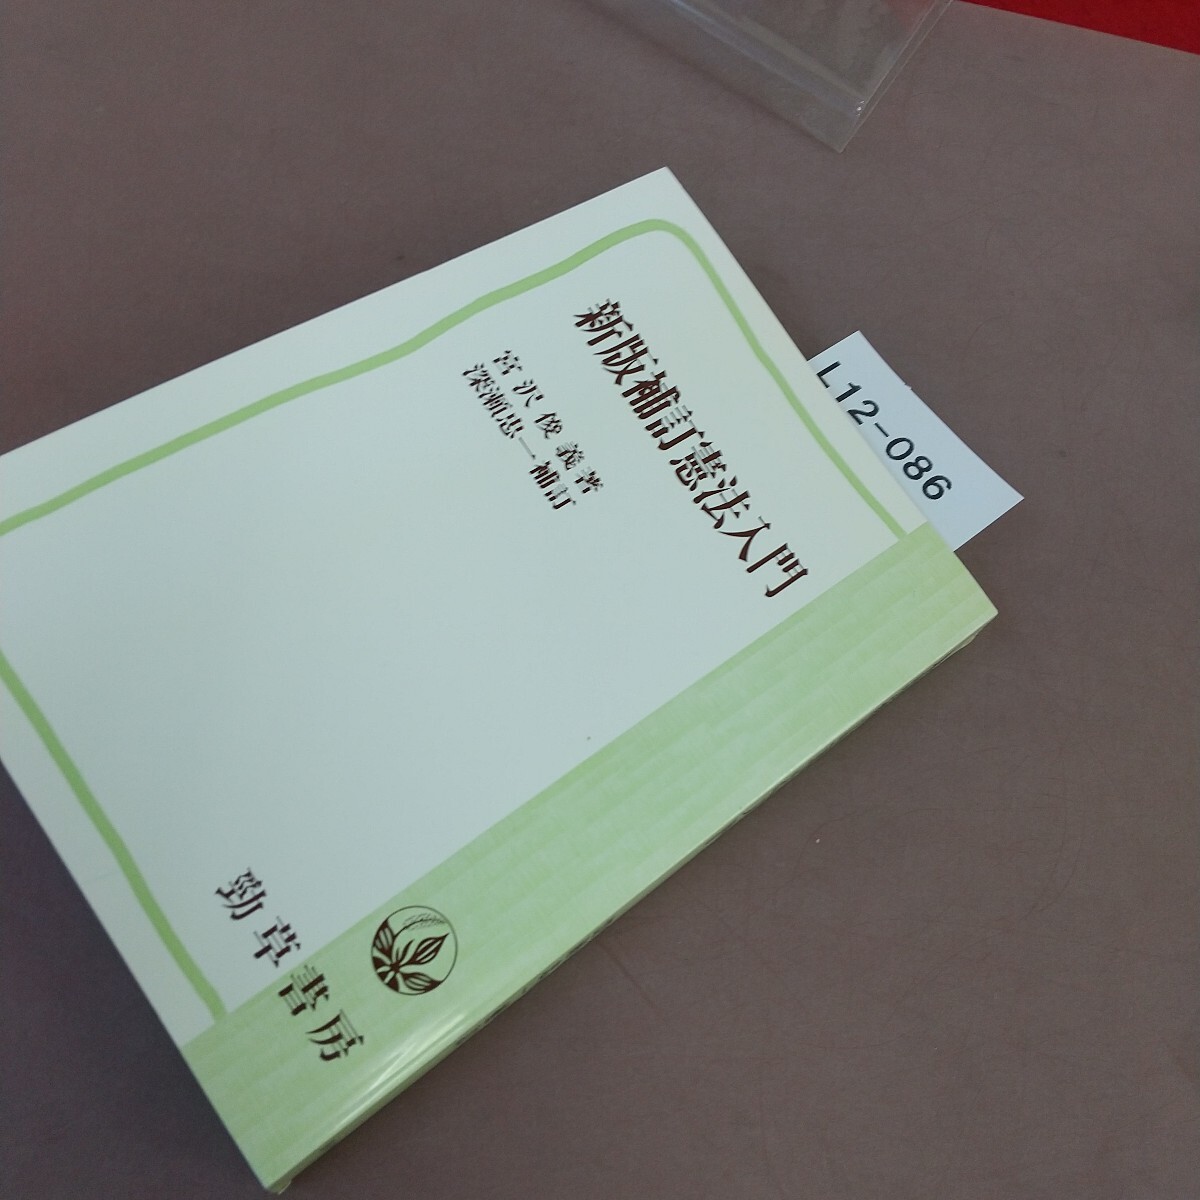 新版補訂憲法入門
宮沢俊義著
深瀬忠一補訂
勁草書房
L12-086